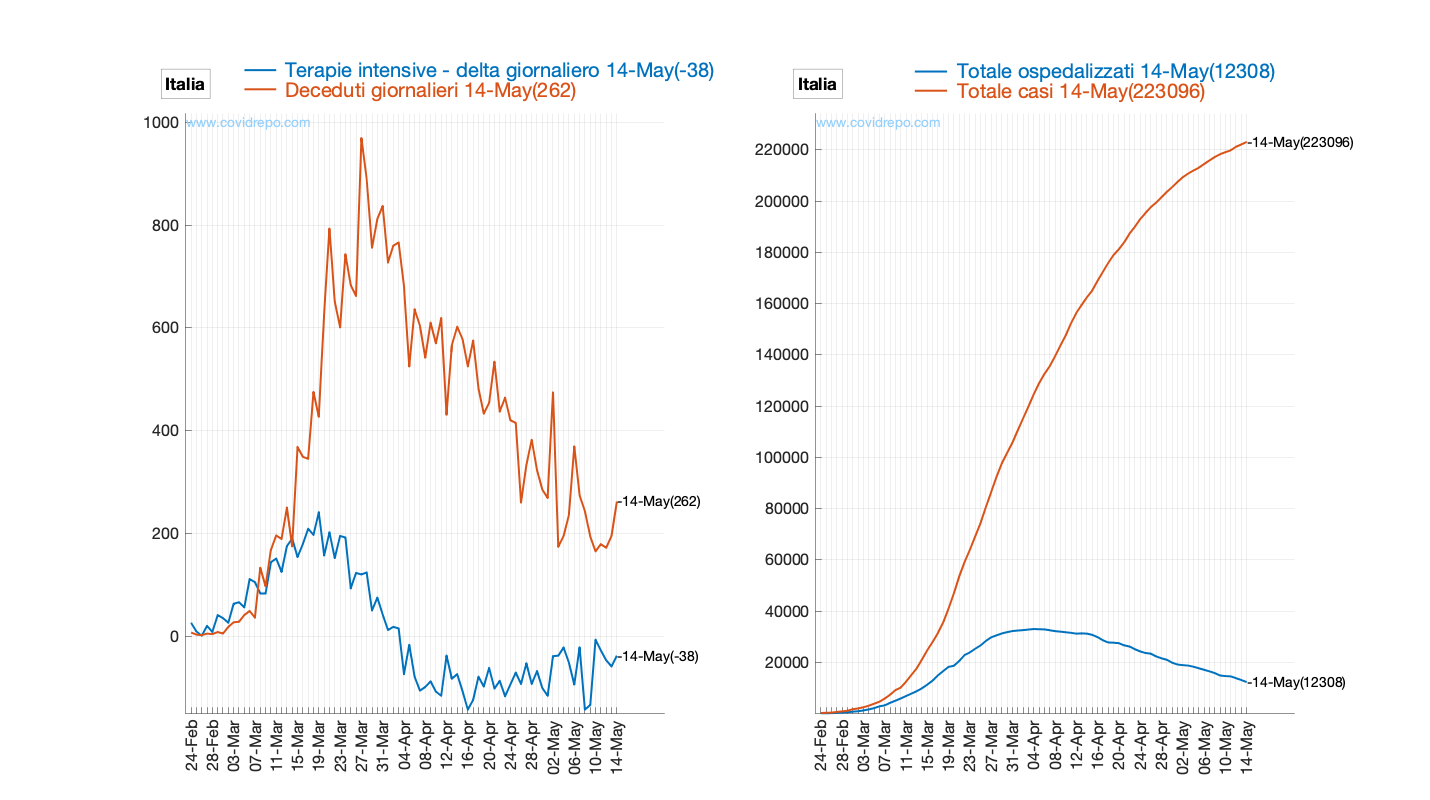 Italia
Terapie intensive - delta giornaliero 14-May(-38)
Deceduti giornalieri 14-May(262)
www.covidrepo.com
1000
800
600
400
200
0
-14-May(262)
-14-May(-38)
24-Feb
28-Feb
03-Mar
07-Mar
11-Mar
15-Mar
19-Mar
23-Mar
27-Mar
31-Mar
04-Apr
08-Apr
12-Apr
16-Apr
20-Apr
24-Apr
28-Apr
02-May
06-May
10-May
14-May
Italia
Totale ospedalizzati 14-May(12308)
Totale casi 14-May(223096)
www.covidrepo.com
220000
200000
180000
160000
140000
120000
100000
80000
60000
40000
20000
-14-May(223096)
-14-May(12308)
24-Feb
28-Feb
03-Mar
07-Mar
11-Mar
15-Mar
19-Mar
23-Mar
27-Mar
31-Mar
04-Apr
08-Apr
12-Apr
16-Apr
20-Apr
24-Apr
28-Apr
02-May
06-May
10-May
14-May